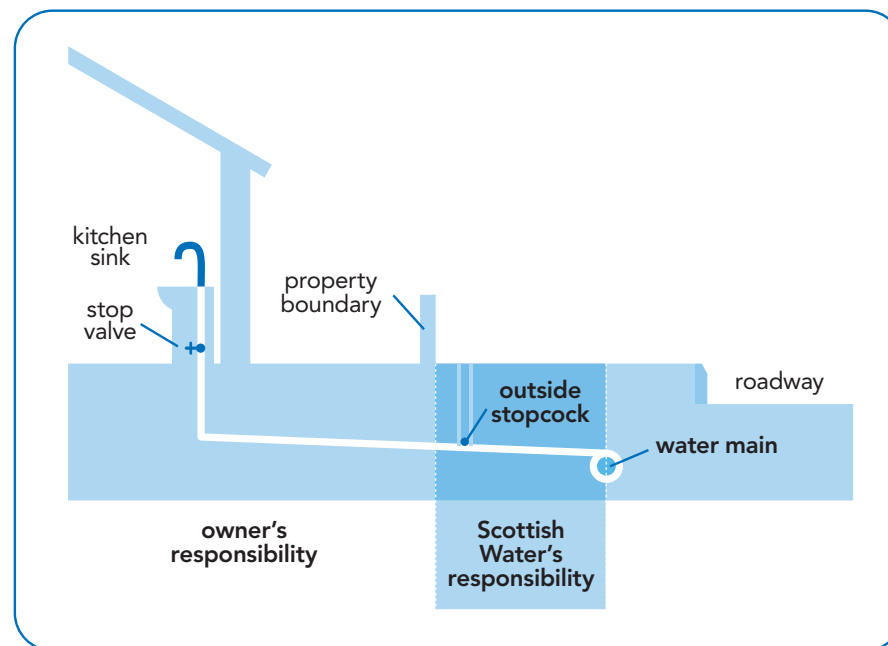 kitchen
sink
stop
valve
property
boundary
outside
stopcock
roadway
water main
owner’s
responsibility
Scottish
Water’s
responsibility